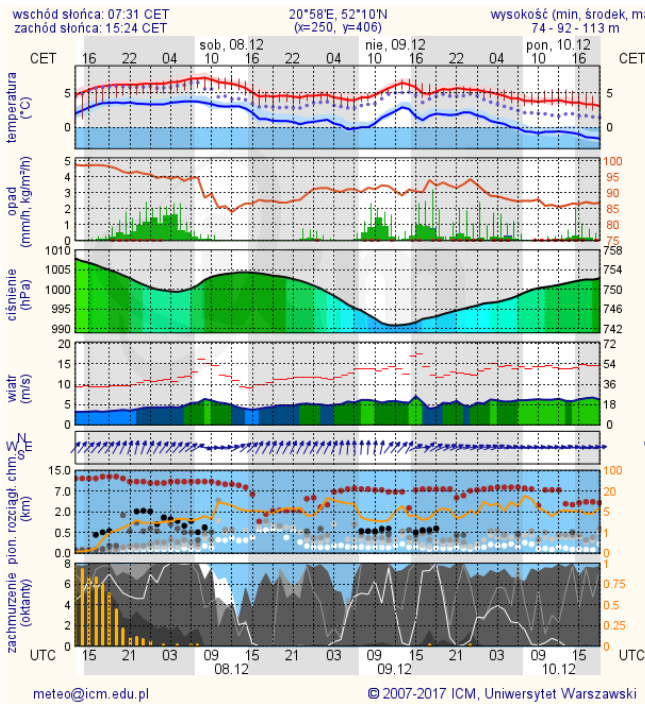 wschód słońca: 07:31 CET 20°58'E, 52°10'N wysokość (min, środek, ma
zachód słońca: 15:24 CET (x=250, y=406) 74 - 92 - 113 m
sob, 08.12 nie, 09.12 pon, 10.12
CET 16 22 04 10 16 22 04 10 16 22 04 10 16 CET
temperatura
(°C)
5
0
5
0
opad
(mm/h, kg/m²/h)
5
4
3
2
1
0
100
95
90
85
80
75
ciśnienie
(hPa)
1010
1005
1000
995
990
758
754
750
746
742
wiatr
(m/s)
20
15
10
5
0
72
54
36
18
0
N
W E
S
pion. rozciągł. chm.
(km)
15.0
7.0
2.0
0.5
0.0
100
20
5
1
0
zachmurzenie
(oktanty)
8
6
4
2
0
1
0.75
0.5
0.25
0
UTC 15 21 03 09 15 21 03 09 15 21 03 09 15 UTC
08.12 09.12 10.12
meteo@icm.edu.pl © 2007-2017 ICM, Uniwersytet Warszawski